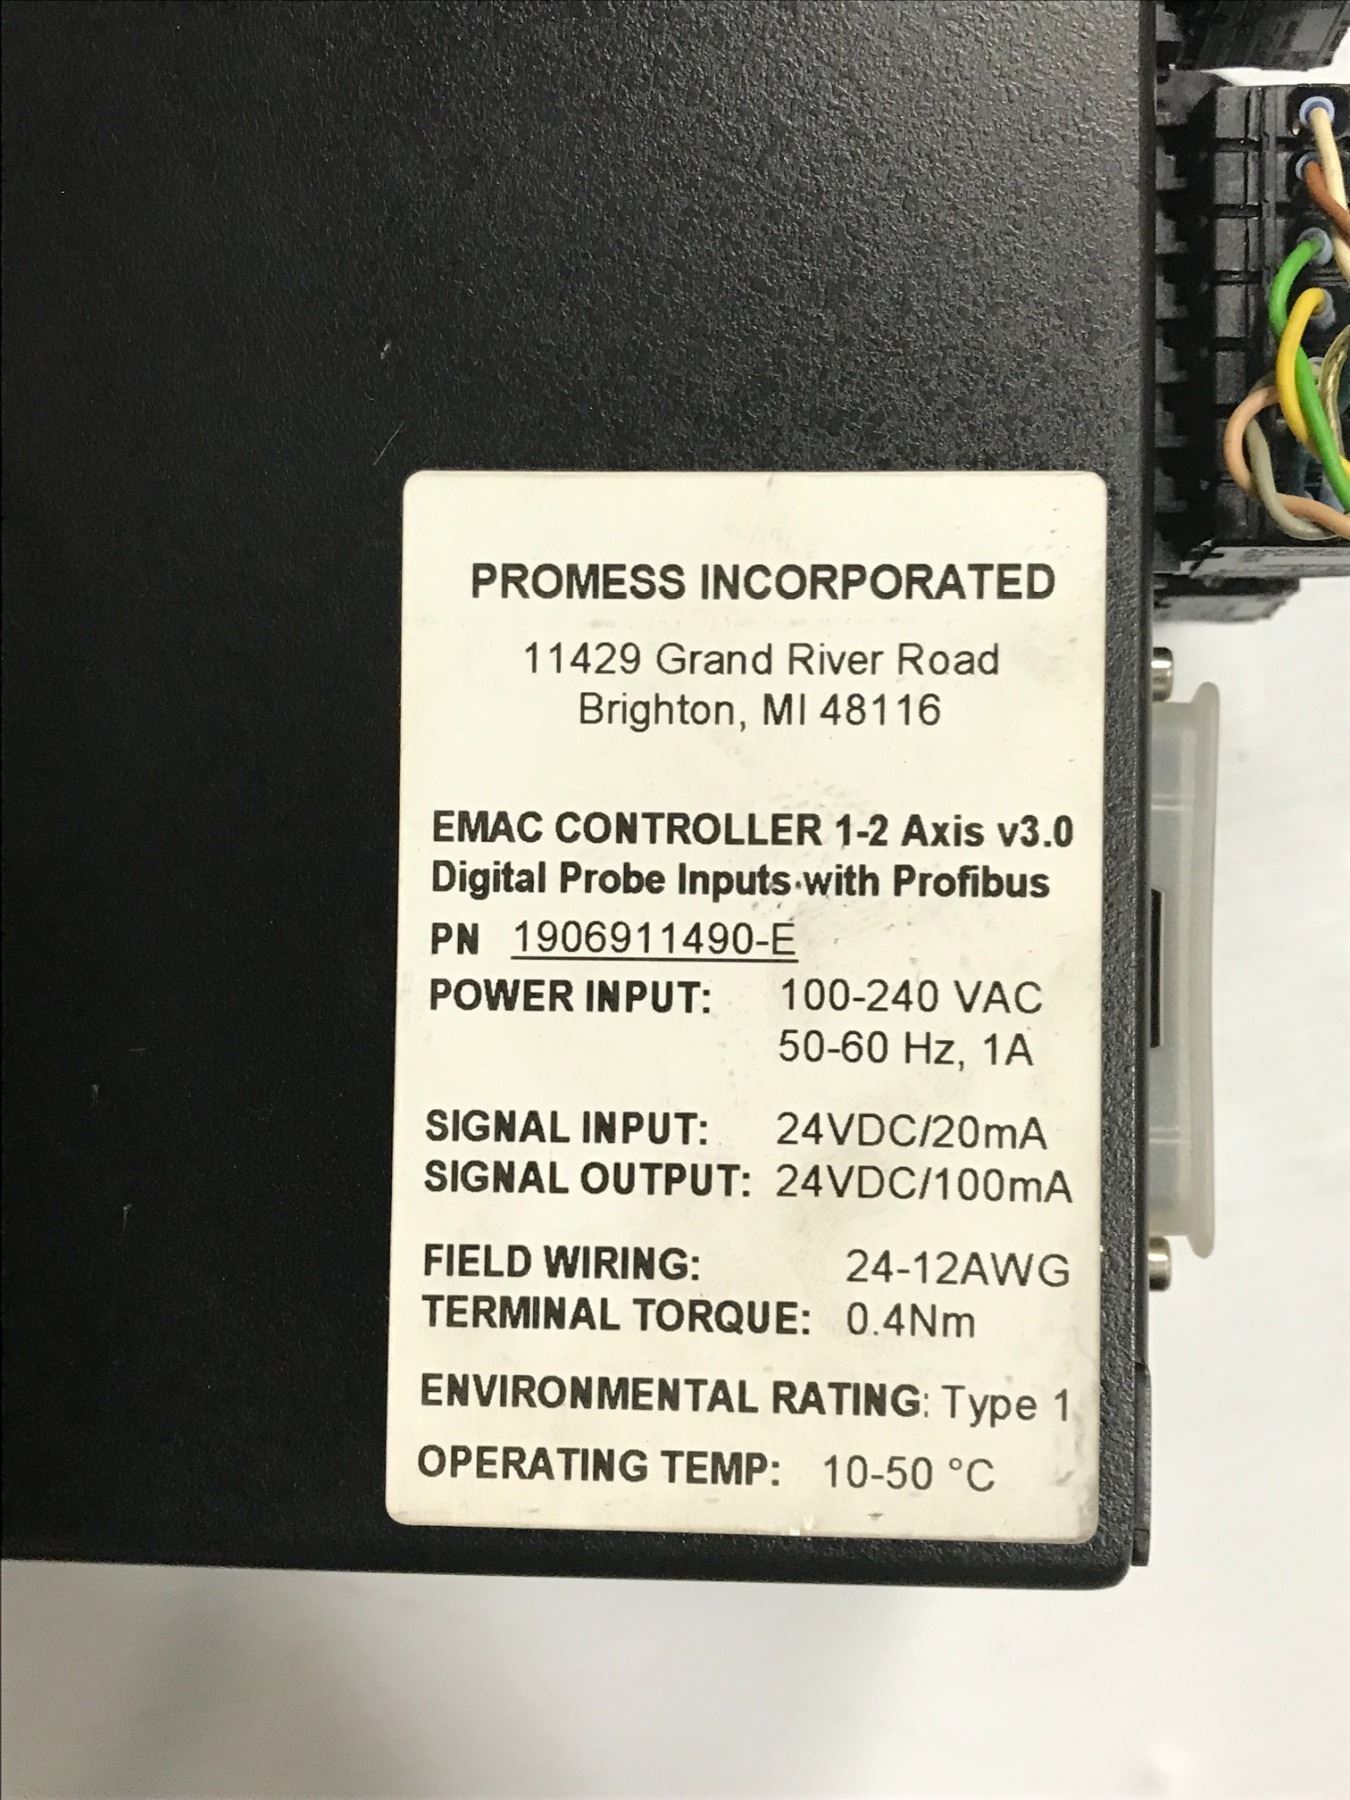 PROMESS INCORPORATED
11429 Grand River Road
Brighton, MI 48116
EMAC CONTROLLER 1-2 Axis v3.0
Digital Probe Inputs with Profibus
PN 1906911490-E
POWER INPUT: 100-240 VAC
50-60 Hz, 1A
SIGNAL INPUT: 24VDC/20mA
SIGNAL OUTPUT: 24VDC/100mA
FIELD WIRING: 24-12AWG
TERMINAL TORQUE: 0.4Nm
ENVIRONMENTAL RATING: Type 1
OPERATING TEMP: 10-50 °C